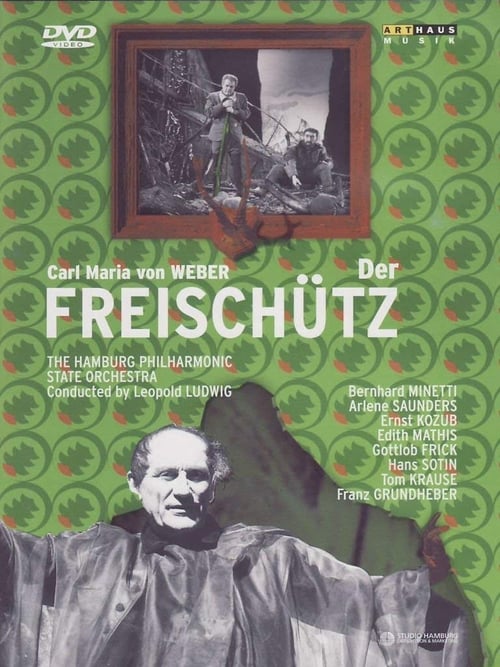 DVD
VIDEO
ARTHAUS
MUSIK
Carl Maria von WEBER
Der
FREISCHÜTZ
THE HAMBURG PHILHARMONIC
STATE ORCHESTRA
Conducted by Leopold LUDWIG
Bernhard MINETTI
Arlene SAUNDERS
Ernst KOZUB
Edith MATHIS
Gottlob FRICK
Hans SOTIN
Tom KRAUSE
Franz GRUNDHEBER
STUDIO HAMBURG